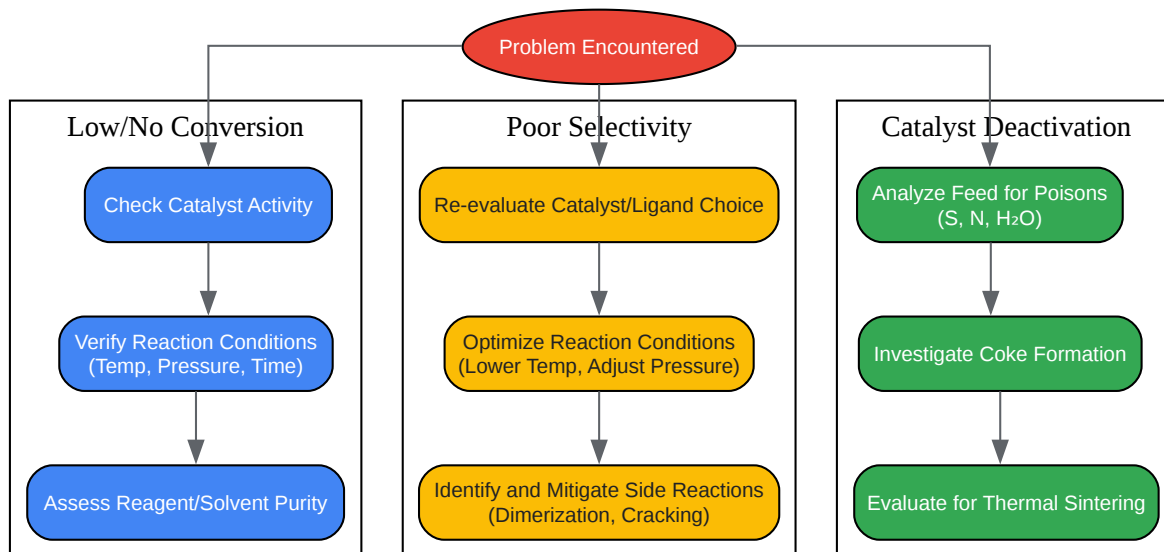 Problem Encountered
Low/No Conversion
Check Catalyst Activity
Verify Reaction Conditions
(Temp, Pressure, Time)
Assess Reagent/Solvent Purity
Poor Selectivity
Re-evaluate Catalyst/Ligand Choice
Optimize Reaction Conditions
(Lower Temp, Adjust Pressure)
Identify and Mitigate Side Reactions
(Dimerization, Cracking)
Catalyst Deactivation
Analyze Feed for Poisons
(S, N, H₂O)
Investigate Coke Formation
Evaluate for Thermal Sintering